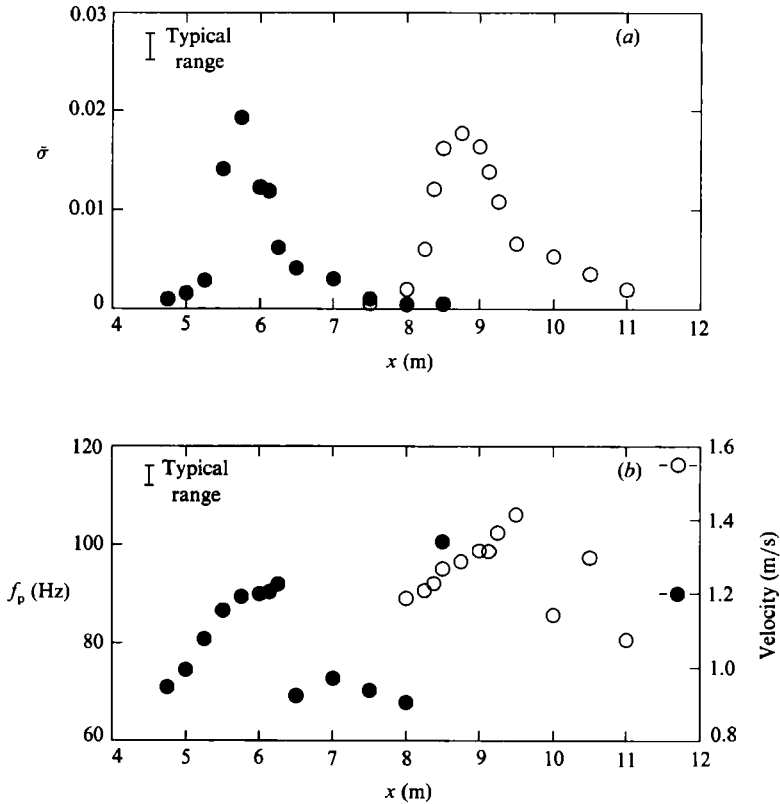 0.03
Typical
range
(a)
0.02
σ̃
0.01
0
4 5 6 7 8 9 10 11 12
x (m)
120
Typical
range
(b)
1.6
100
1.4
f_p (Hz)
1.2
Velocity (m/s)
80
1.0
60
0.8
4 5 6 7 8 9 10 11 12
x (m)